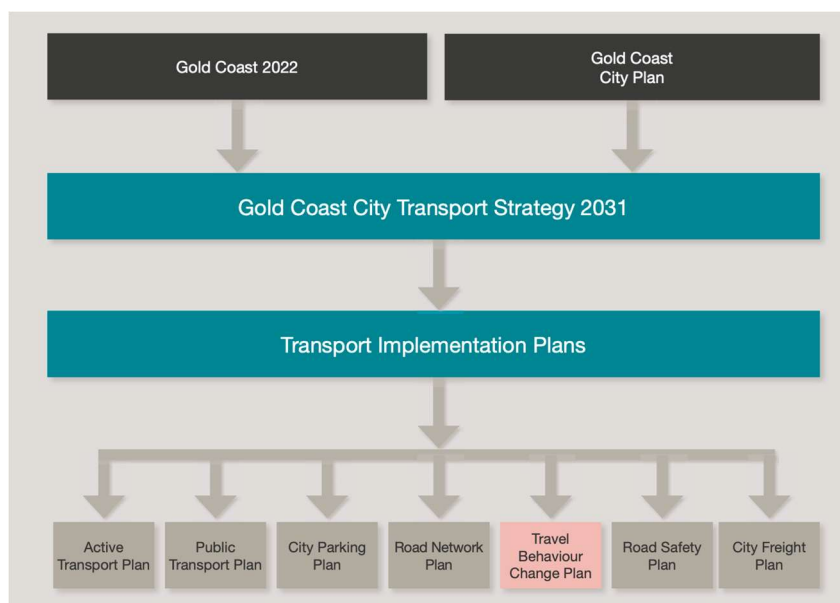 Gold Coast 2022
Gold Coast
City Plan
Gold Coast City Transport Strategy 2031
Transport Implementation Plans
Active
Transport Plan
Public
Transport Plan
City Parking
Plan
Road Network
Plan
Travel
Behaviour
Change Plan
Road Safety
Plan
City Freight
Plan